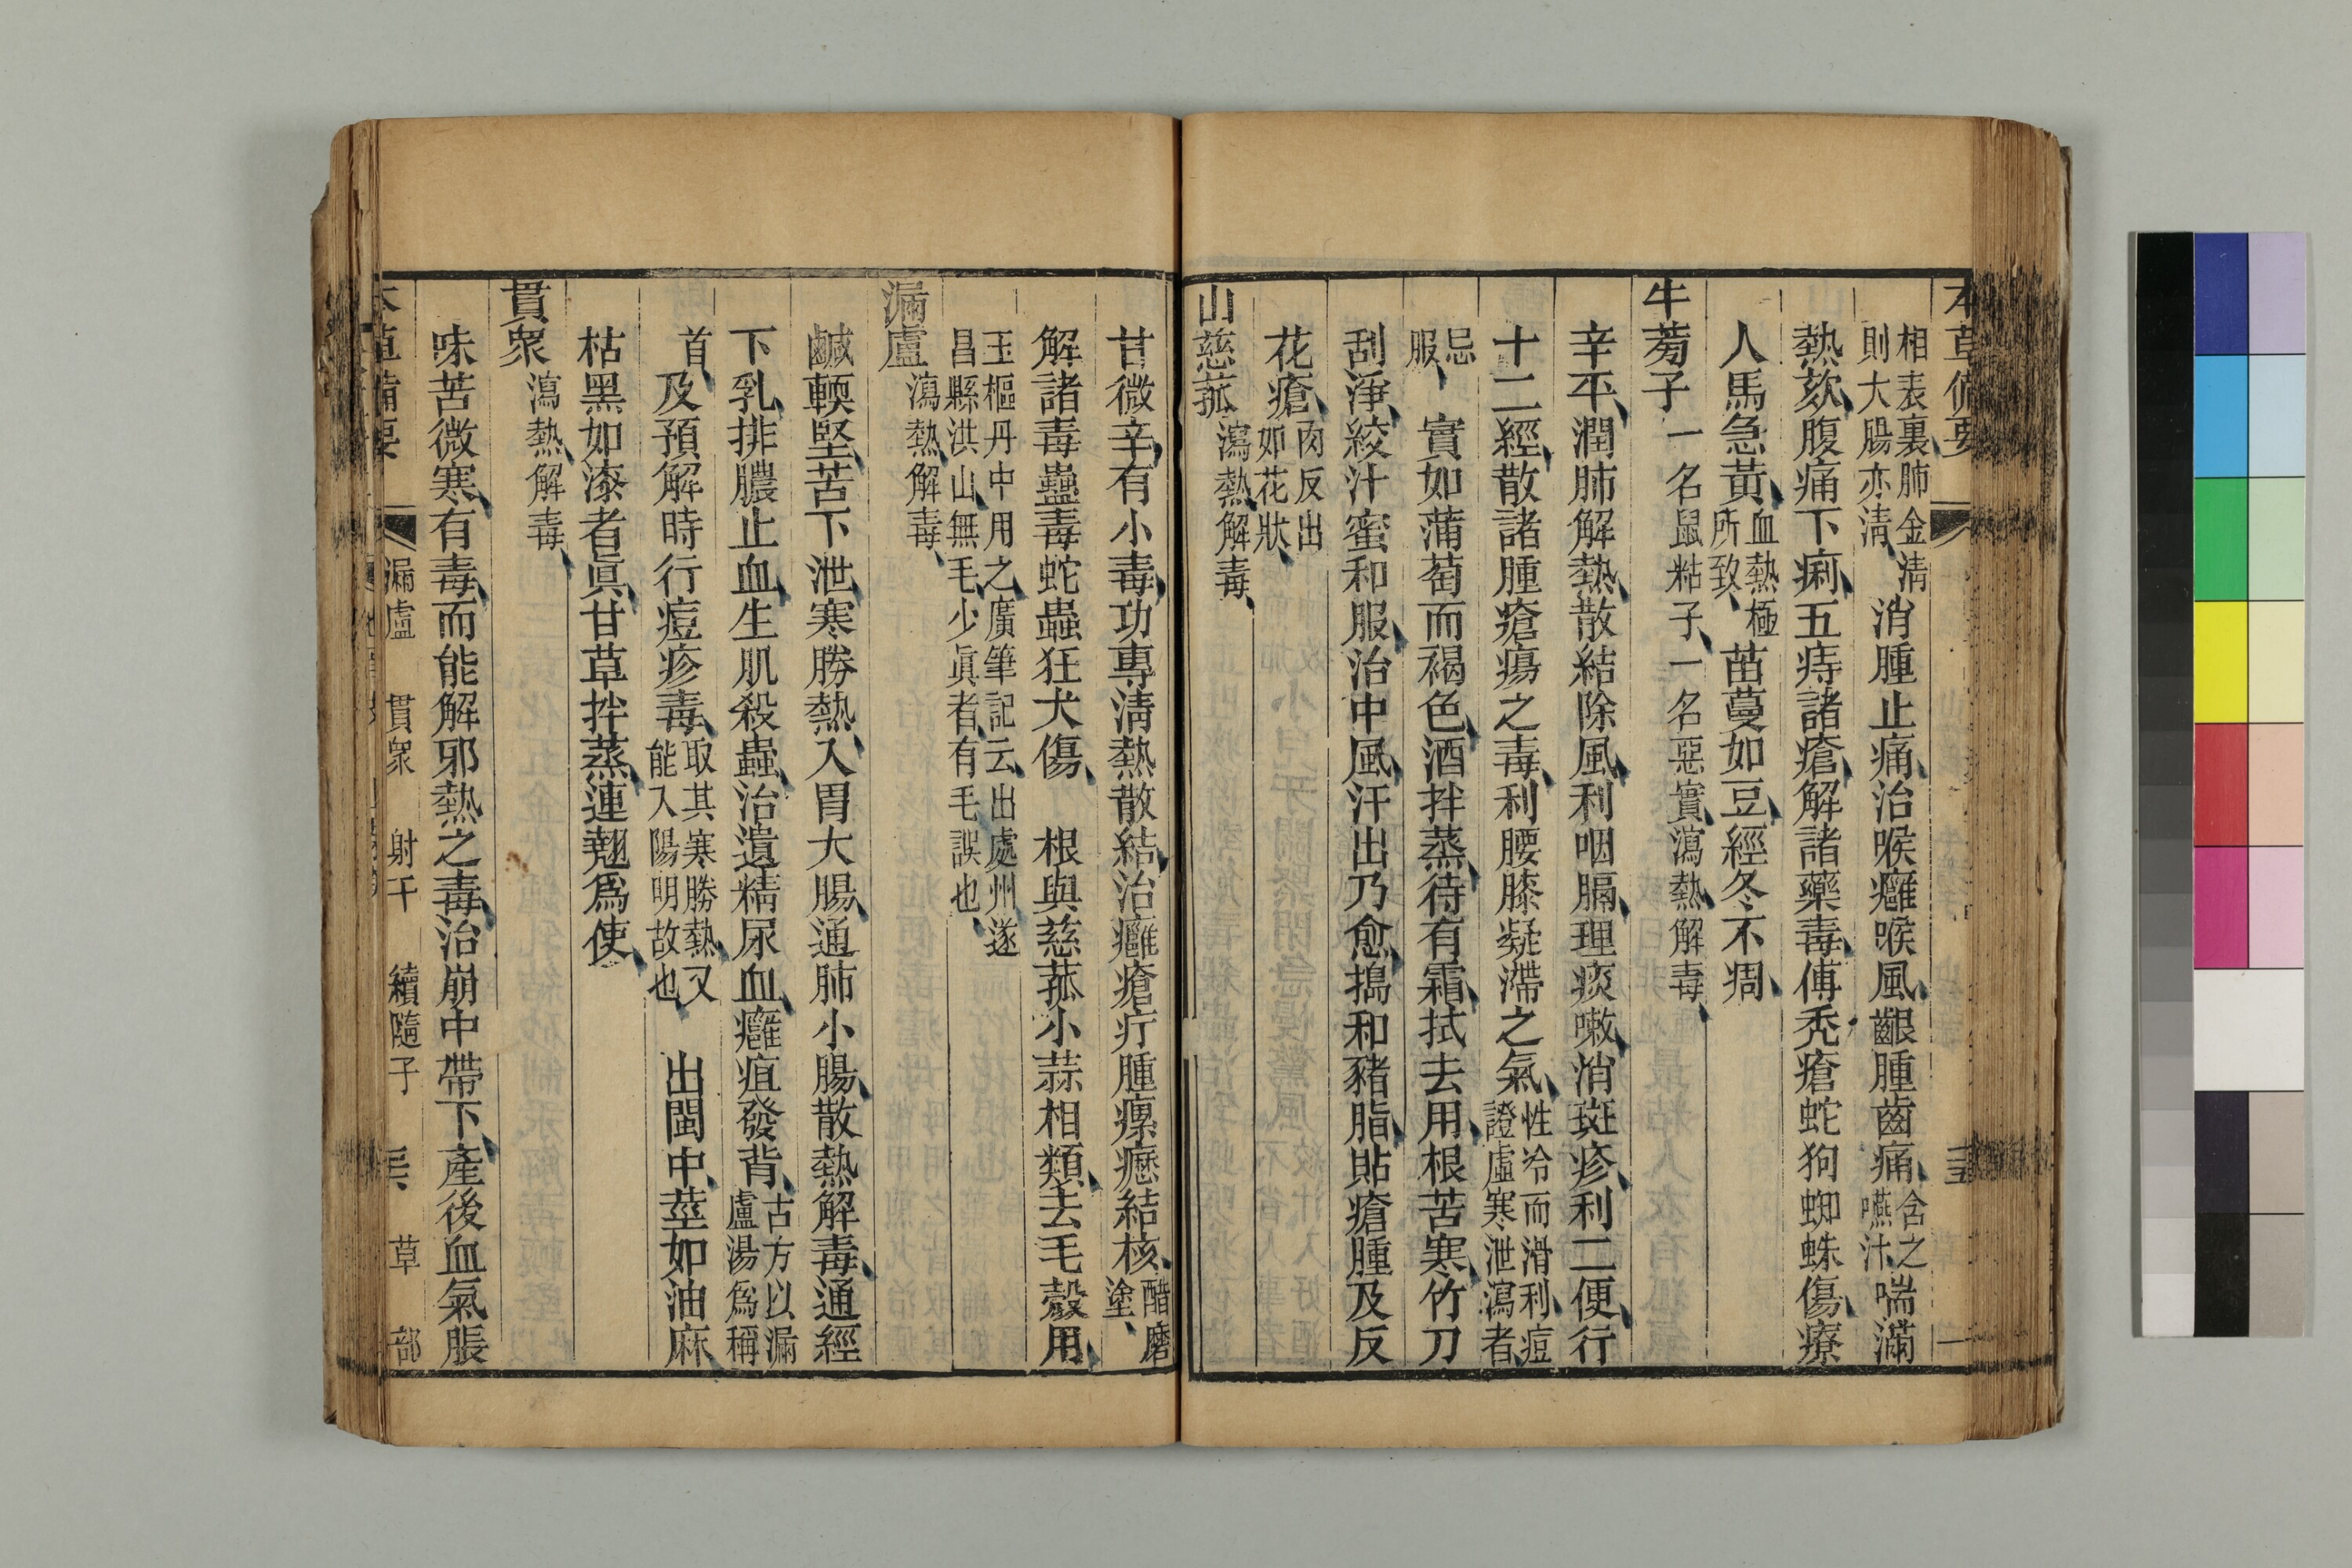 本草備要
相表裏肺金清則大腸亦清消腫止痛治喉癰喉風齦腫齒痛含之嚥汁喘滿
熱欬腹痛下痢五痔諸瘡解諸藥毒傅禿瘡蛇狗蜘蛛傷療
人馬急黃血熱極所致苗蔓如豆經冬不凋
牛蒡子一名鼠粘子一名惡實瀉熱解毒
辛平潤肺解熱散結除風利咽膈理痰嗽消斑疹利二便行
十二經散諸腫瘡瘍之毒利腰膝凝滯之氣性冷而滑利痘證虛寒泄瀉者
忌服實如蒲萄而褐色酒拌蒸待有霜拭去用根苦寒竹刀
刮淨絞汁蜜和服治中風汗出乃愈搗和豬脂貼瘡腫及反
花瘡肉反出如花狀
山慈菰瀉熱解毒
甘微辛有小毒功專清熱散結治癰瘡疔腫瘰癧結核醋磨塗
解諸毒蠱毒蛇蟲狂犬傷 根與慈菰小蒜相類去毛殼用
玉樞丹中用之廣筆記云出處州遂昌縣洪山無毛少眞者有毛誤也
漏盧瀉熱解毒
鹹輭堅苦下泄寒勝熱入胃大腸通肺小腸散熱解毒通經
下乳排膿止血生肌殺蟲治遺精尿血癰疽發背古方以漏盧湯爲稱
首及預解時行痘疹毒取其寒勝熱又能入陽明故也 出閩中莖如油麻
枯黑如漆者眞甘草拌蒸連翹爲使
貫衆瀉熱解毒
味苦微寒有毒而能解邪熱之毒治崩中帶下產後血氣脹
本草備要 漏盧 貫衆 射干 續隨子 草部